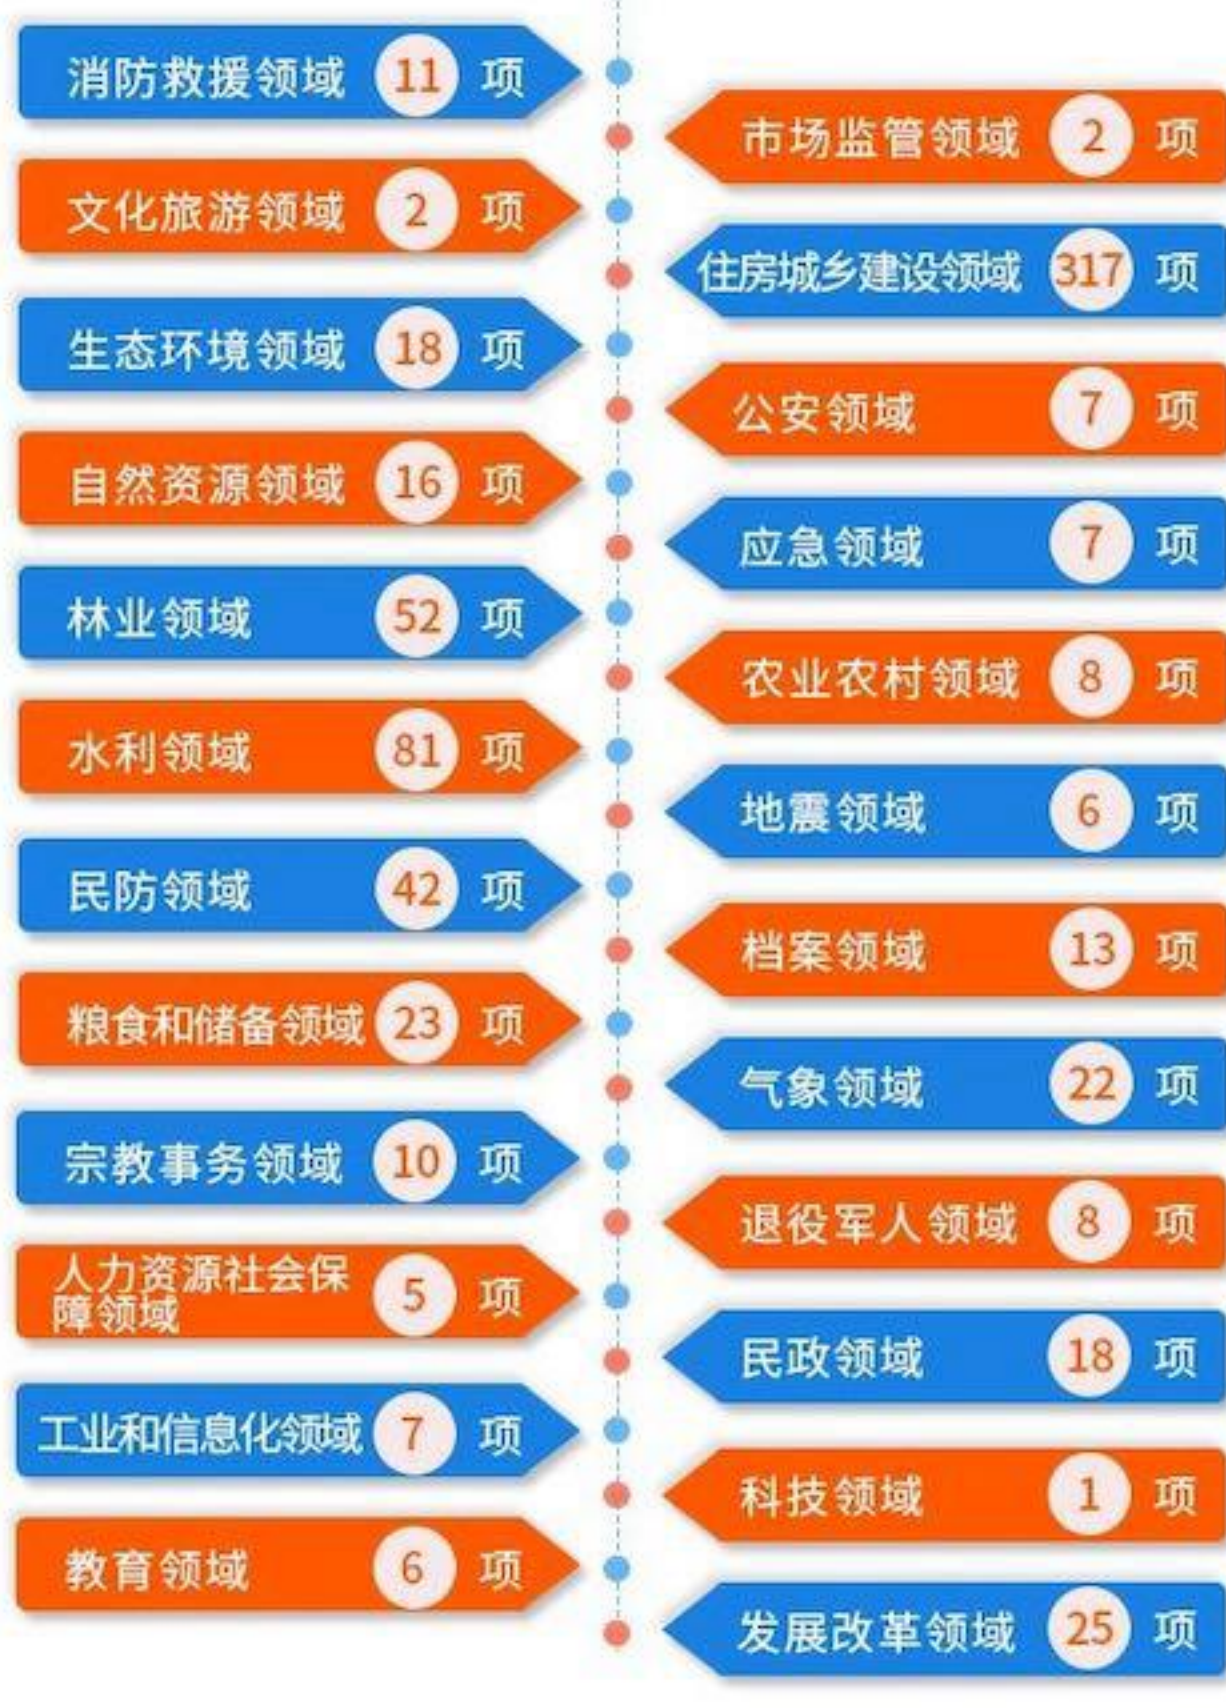 消防救援领域 11 项
市场监管领域 2 项
文化旅游领域 2 项
住房城乡建设领域 317 项
生态环境领域 18 项
公安领域 7 项
自然资源领域 16 项
应急领域 7 项
林业领域 52 项
农业农村领域 8 项
水利领域 81 项
地震领域 6 项
民防领域 42 项
档案领域 13 项
粮食和储备领域 23 项
气象领域 22 项
宗教事务领域 10 项
退役军人领域 8 项
人力资源社会保
障领域 5 项
民政领域 18 项
工业和信息化领域 7 项
科技领域 1 项
教育领域 6 项
发展改革领域 25 项